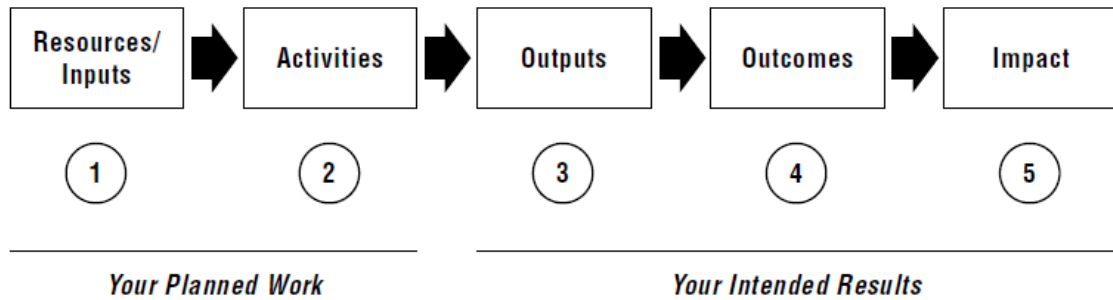 Resources/
Inputs
Activities
Outputs
Outcomes
Impact
1
2
3
4
5
Your Planned Work
Your Intended Results